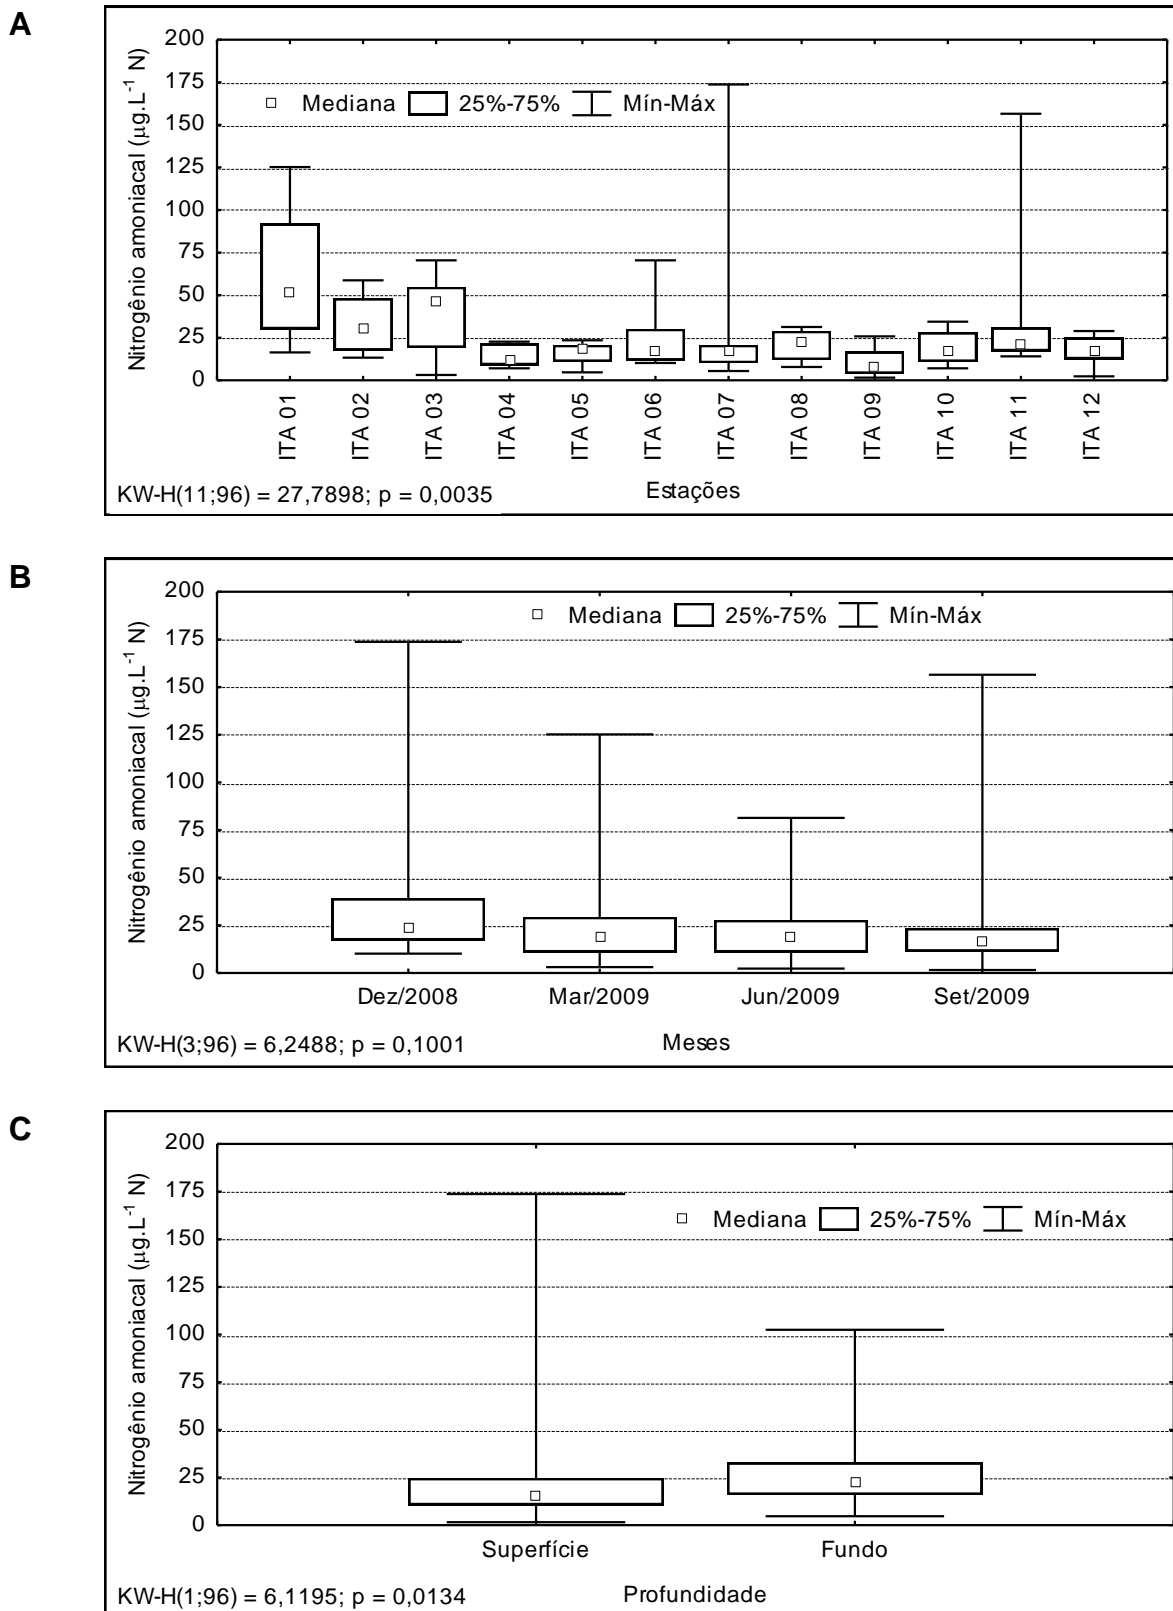 A
Nitrogênio amoniacal (µg.L⁻¹ N)
200
175
150
125
100
75
50
25
0
Mediana 25%-75% Mín-Máx
ITA 01 ITA 02 ITA 03 ITA 04 ITA 05 ITA 06 ITA 07 ITA 08 ITA 09 ITA 10 ITA 11 ITA 12
Estações
KW-H(11;96) = 27,7898; p = 0,0035
B
Nitrogênio amoniacal (µg.L⁻¹ N)
200
175
150
125
100
75
50
25
0
Mediana 25%-75% Mín-Máx
Dez/2008 Mar/2009 Jun/2009 Set/2009
Meses
KW-H(3;96) = 6,2488; p = 0,1001
C
Nitrogênio amoniacal (µg.L⁻¹ N)
200
175
150
125
100
75
50
25
0
Mediana 25%-75% Mín-Máx
Superfície Fundo
Profundidade
KW-H(1;96) = 6,1195; p = 0,0134